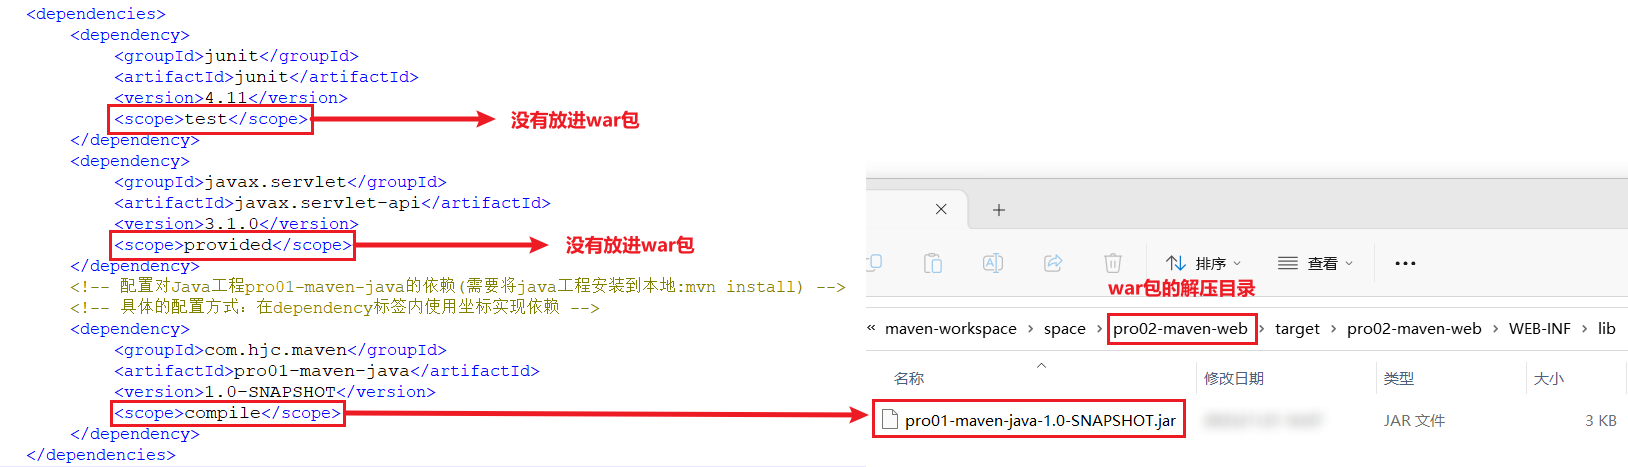 <dependencies>
<dependency>
<groupId>junit</groupId>
<artifactId>junit</artifactId>
<version>4.11</version>
<scope>test</scope>
没有放进war包
</dependency>
<dependency>
<groupId>javax.servlet</groupId>
<artifactId>javax.servlet-api</artifactId>
<version>3.1.0</version>
<scope>provided</scope>
没有放进war包
</dependency>
<!-- 配置对Java工程pro01-maven-java的依赖(需要将java工程安装到本地:mvn install) -->
<!-- 具体的配置方式：在dependency标签内使用坐标实现依赖 -->
<dependency>
<groupId>com.hjc.maven</groupId>
<artifactId>pro01-maven-java</artifactId>
<version>1.0-SNAPSHOT</version>
<scope>compile</scope>
</dependency>
</dependencies>
排序 查看
war包的解压目录
« maven-workspace › space › pro02-maven-web › target › pro02-maven-web › WEB-INF › lib
名称 修改日期 类型 大小
pro01-maven-java-1.0-SNAPSHOT.jar JAR 文件 3 KB